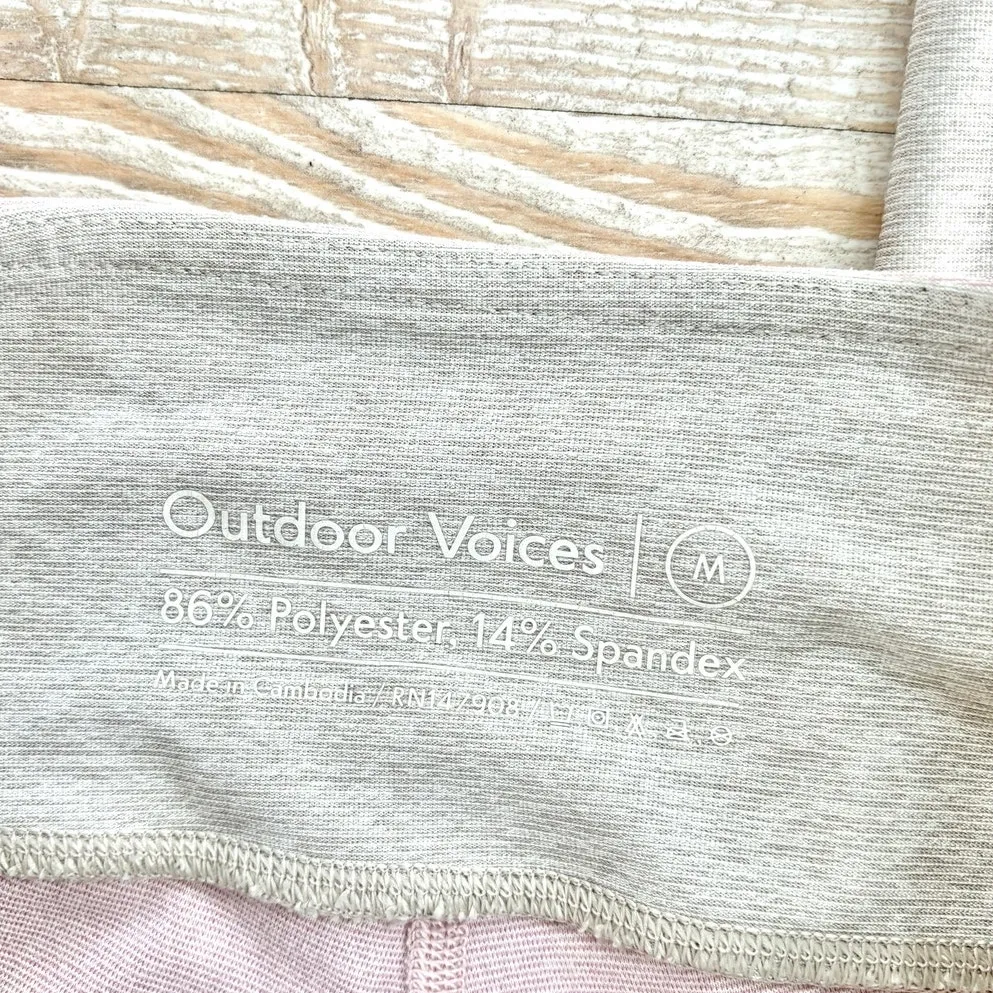 Outdoor Voices | M
86% Polyester, 14% Spandex
Made in Cambodia / RN147908 /